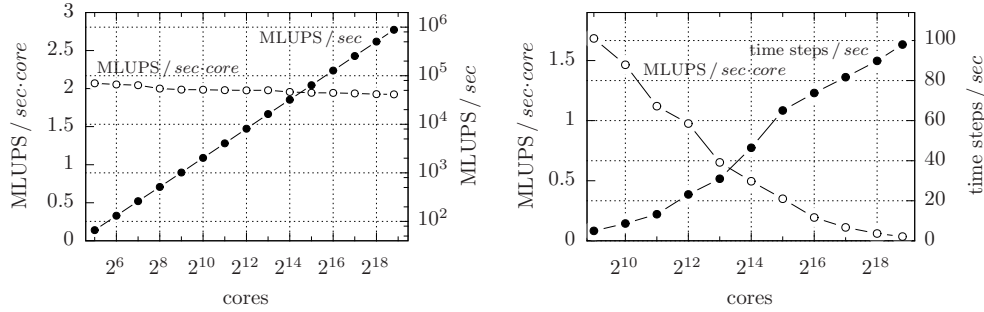 3
2.5
2
1.5
1
0.5
0
MLUPS / sec·core
MLUPS / sec
MLUPS / sec·core
10^6
10^5
10^4
10^3
10^2
MLUPS / sec
2^6 2^8 2^10 2^12 2^14 2^16 2^18
cores
1.5
1
0.5
0
MLUPS / sec·core
time steps / sec
MLUPS / sec·core
100
80
60
40
20
0
time steps / sec
2^10 2^12 2^14 2^16 2^18
cores